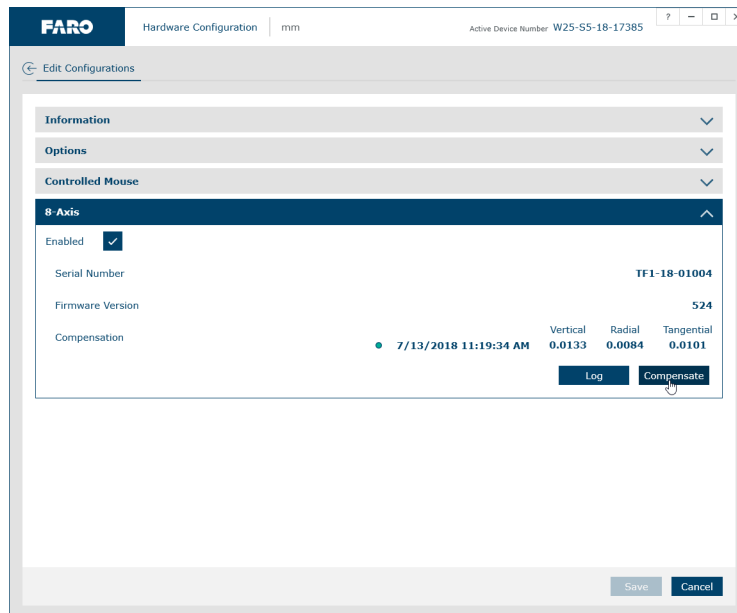 FARO Hardware Configuration mm Active Device Number W25-S5-18-17385 ?
Edit Configurations
Information
Options
Controlled Mouse
8-Axis
Enabled
Serial Number TF1-18-01004
Firmware Version 524
Vertical Radial Tangential
Compensation 7/13/2018 11:19:34 AM 0.0133 0.0084 0.0101
Log Compensate
Save Cancel